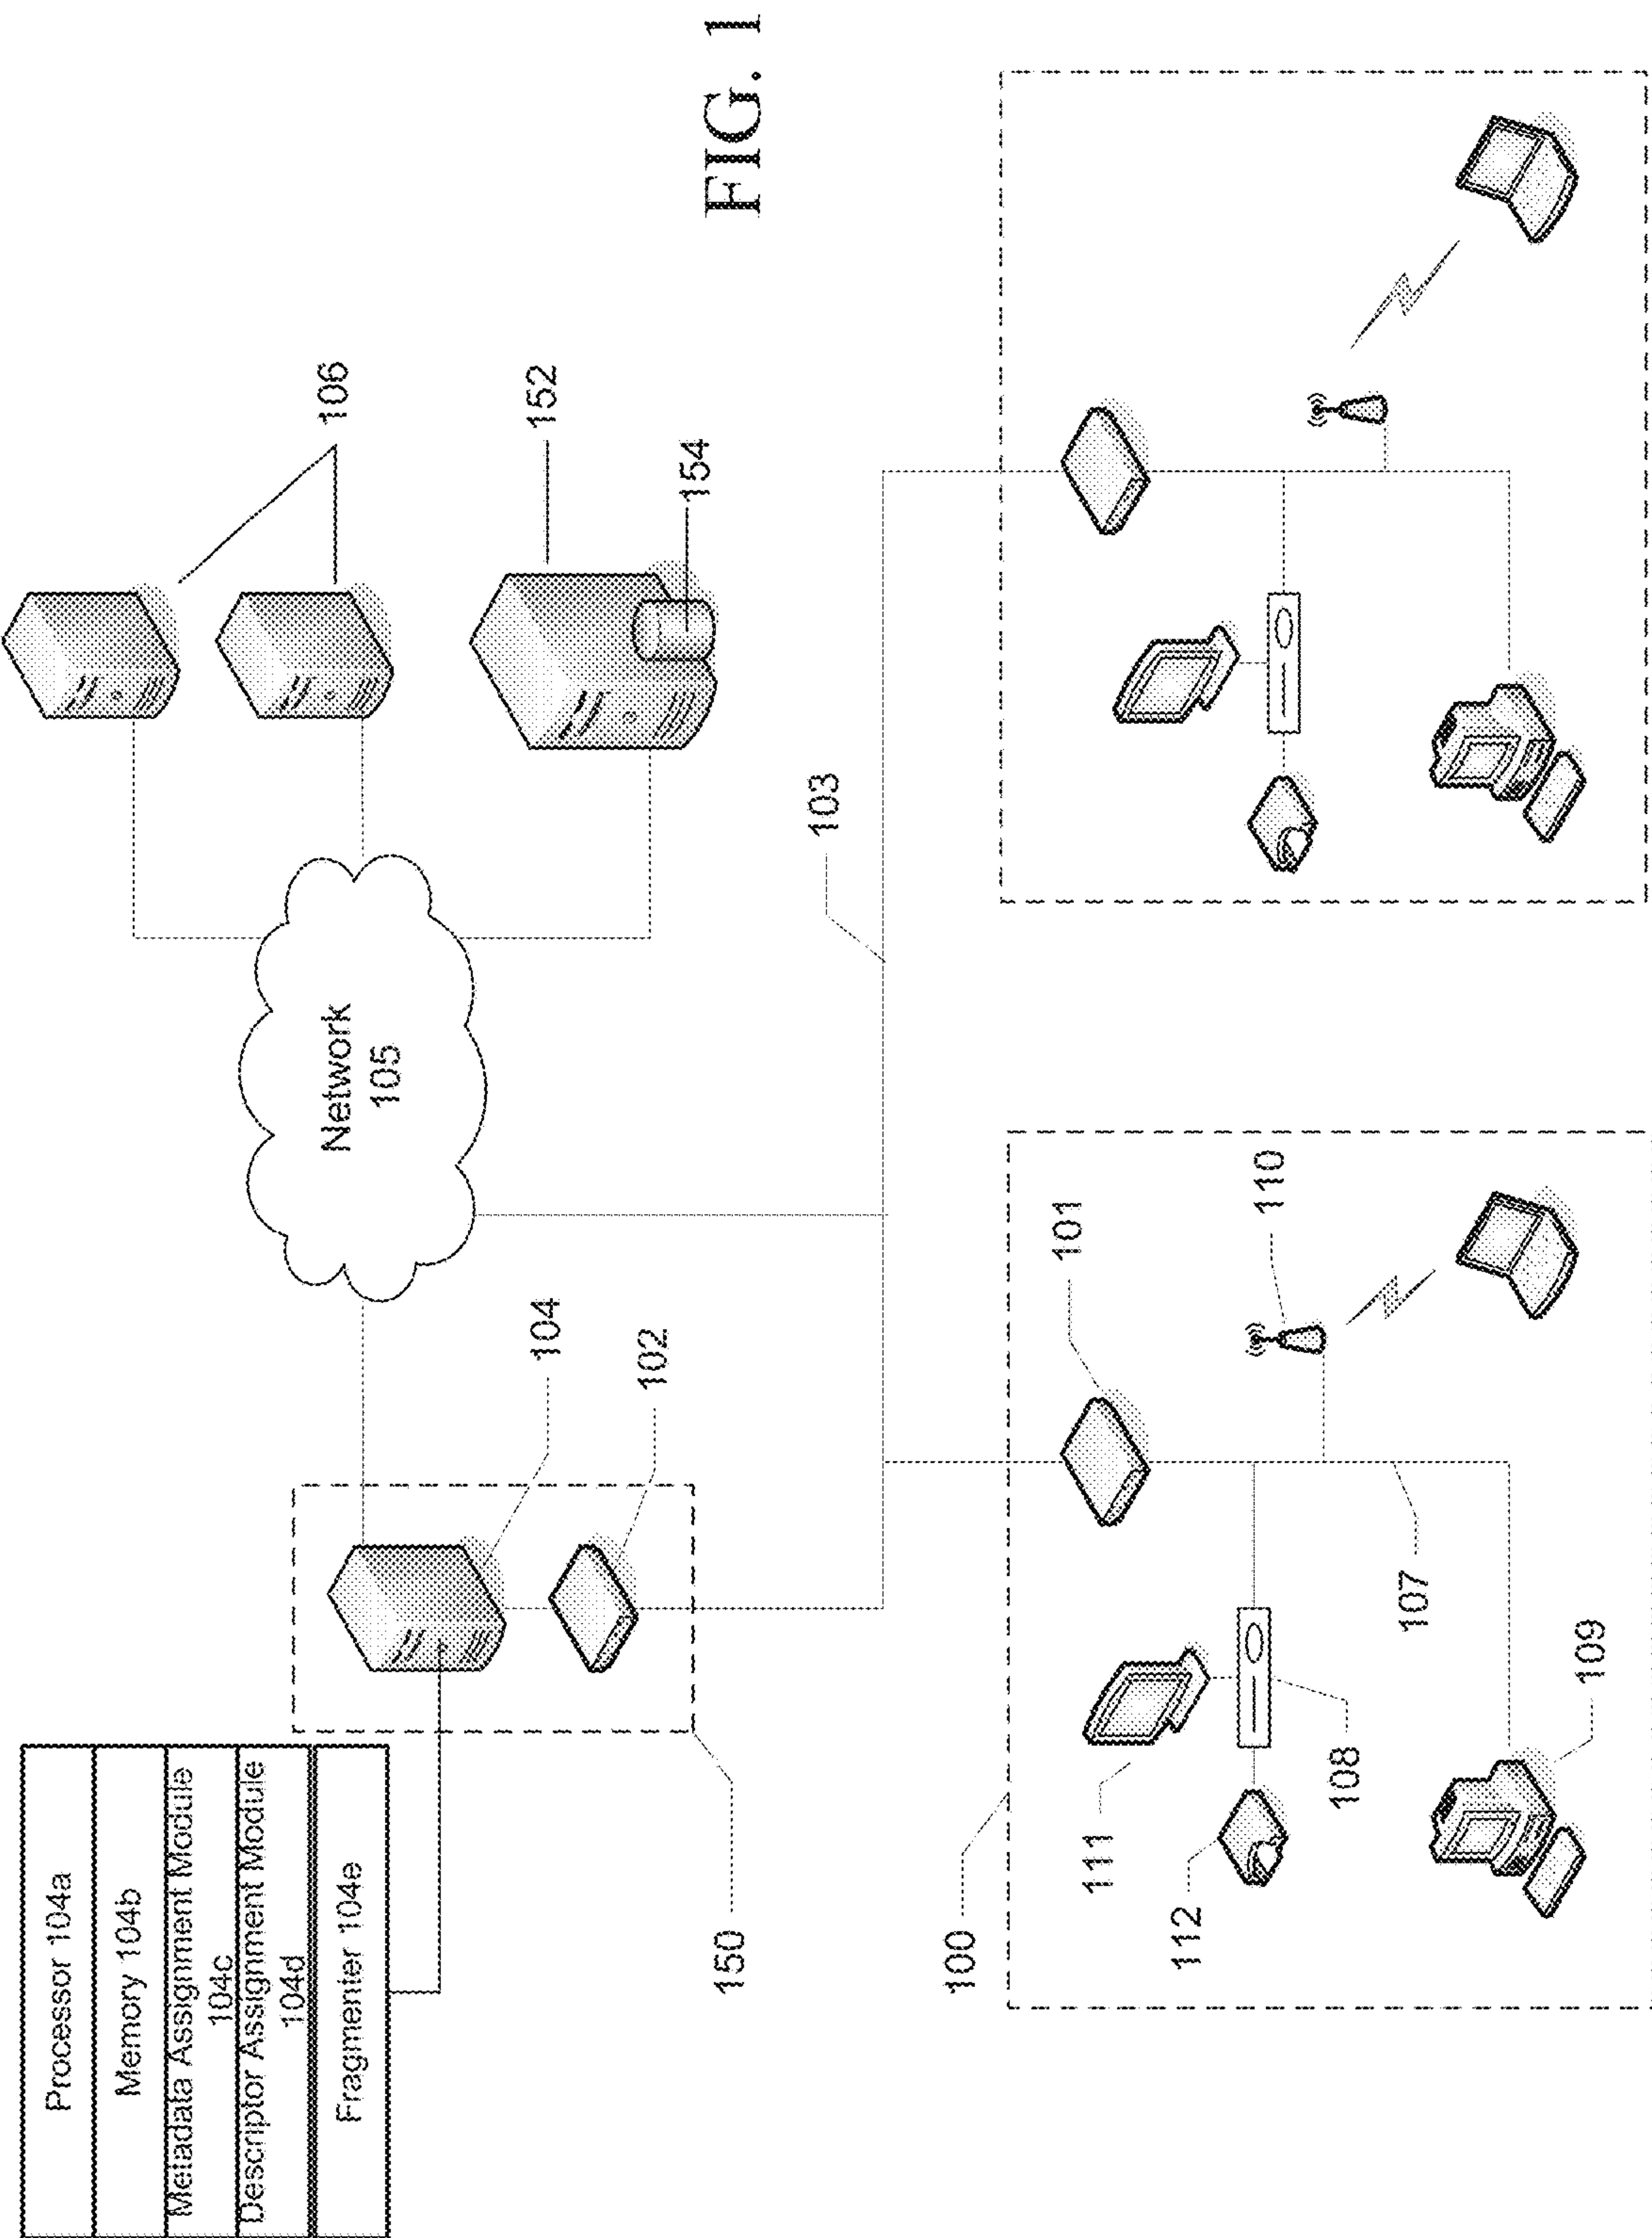 Processor 104a
Memory 104b
Metadata Assignment Module
104c
Descriptor Assignment Module
104d
Fragmenter 104e
150
104
102
Network
105
106
152
154
FIG. 1
103
100
101
110
111
112
108
107
109